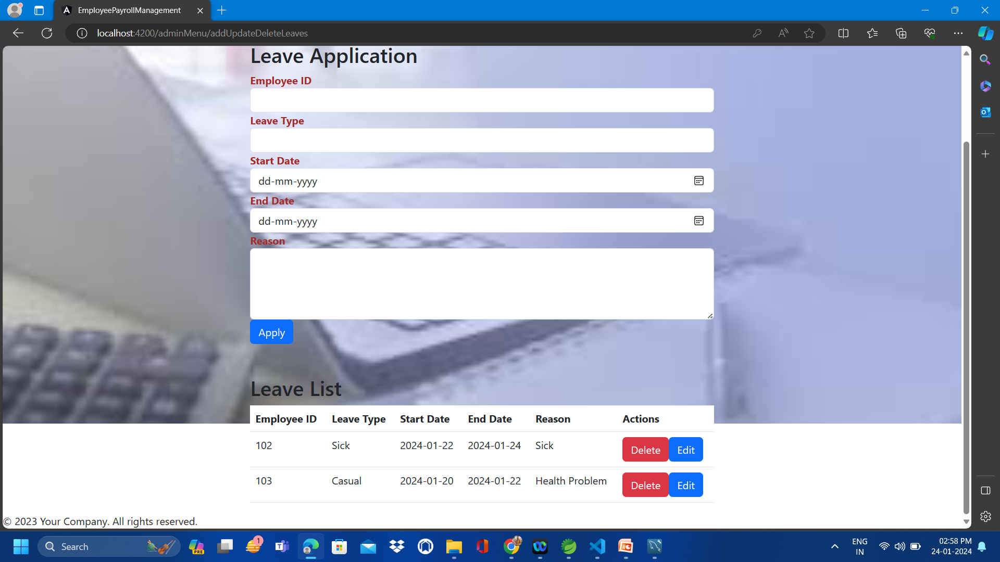 EmployeePayrollManagement
localhost:4200/adminMenu/addUpdateDeleteLeaves
Leave Application
Employee ID
Leave Type
Start Date
dd-mm-yyyy
End Date
dd-mm-yyyy
Reason
Apply
Leave List
Employee ID Leave Type Start Date End Date Reason Actions
102 Sick 2024-01-22 2024-01-24 Sick Delete Edit
103 Casual 2024-01-20 2024-01-22 Health Problem Delete Edit
© 2023 Your Company. All rights reserved.
Search
PRE
1
ENG
IN
02:58 PM
24-01-2024